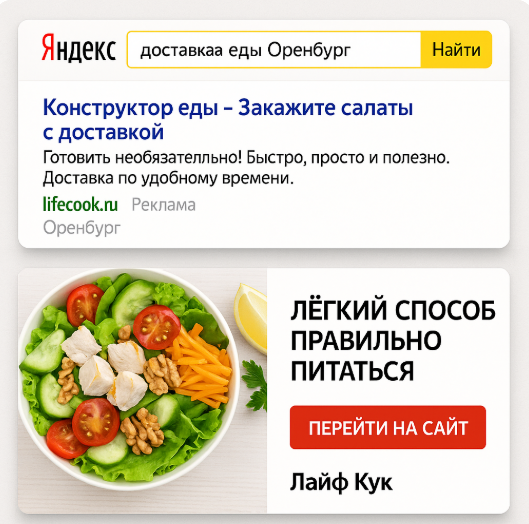 Яндекс доставкаа еды Оренбург Найти
Конструктор еды – Закажите салаты
с доставкой
Готовить необязателльно! Быстро, просто и полезно.
Доставка по удобному времени.
lifecook.ru Реклама
Оренбург
ЛЁГКИЙ СПОСОБ
ПРАВИЛЬНО
ПИТАТЬСЯ
ПЕРЕЙТИ НА САЙТ
Лайф Кук